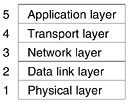 5 Application layer
4 Transport layer
3 Network layer
2 Data link layer
1 Physical layer